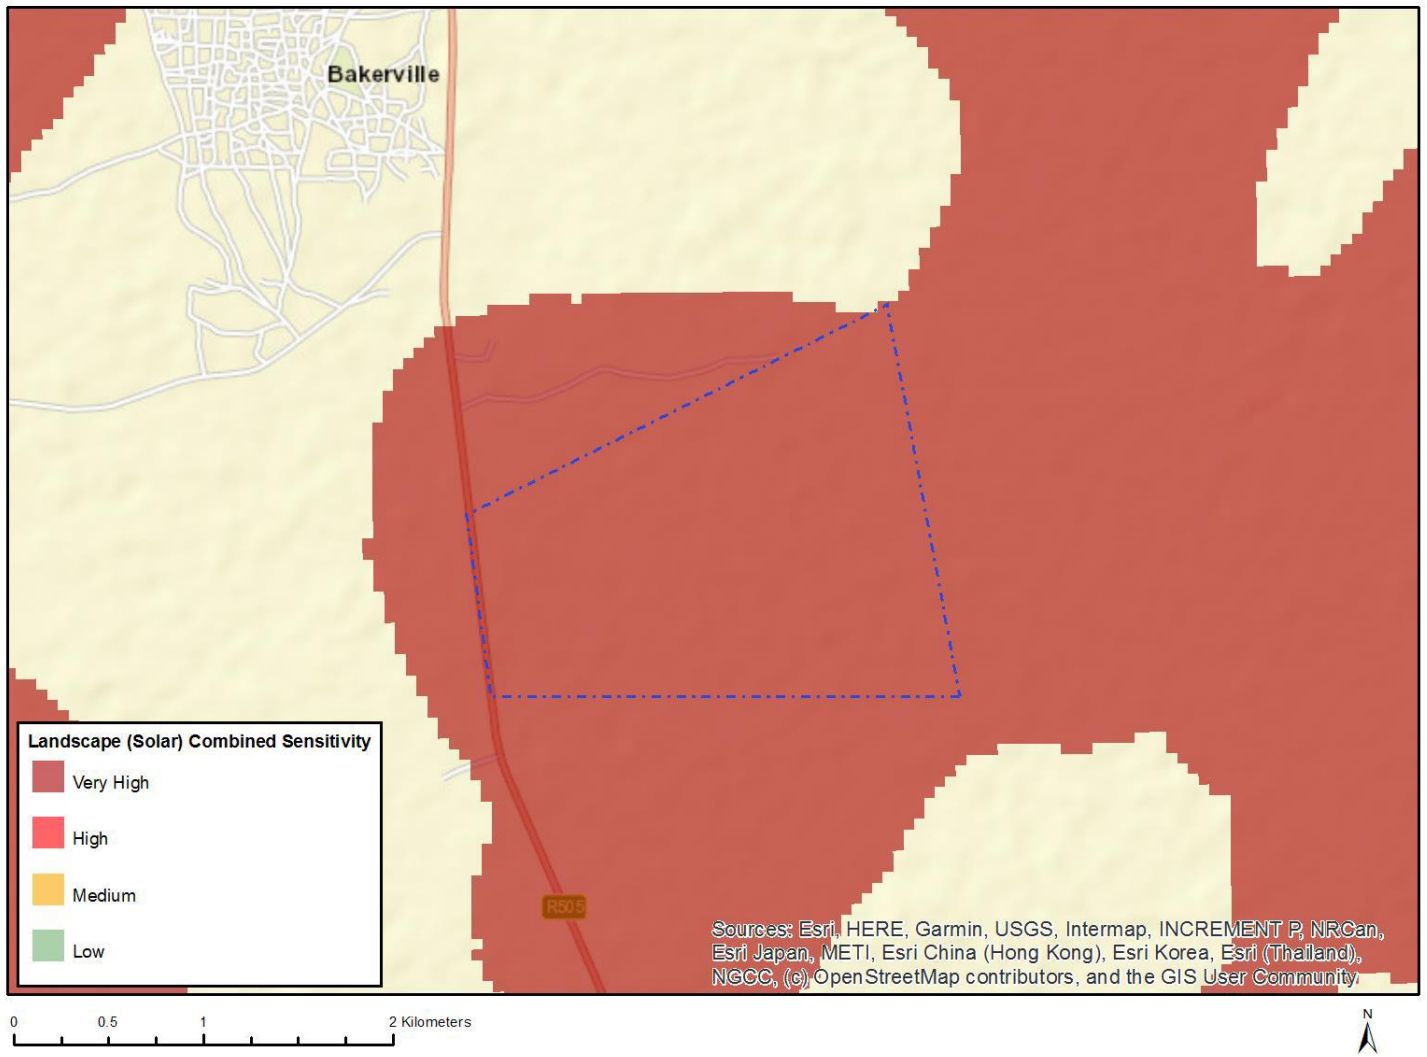 Bakerville
Landscape (Solar) Combined Sensitivity
Very High
High
Medium
Low
R505
Sources: Esri, HERE, Garmin, USGS, Intermap, INCREMENT P, NRCan,
Esri Japan, METI, Esri China (Hong Kong), Esri Korea, Esri (Thailand),
NGCC, (c) OpenStreetMap contributors, and the GIS User Community
0 0.5 1 2 Kilometers
N